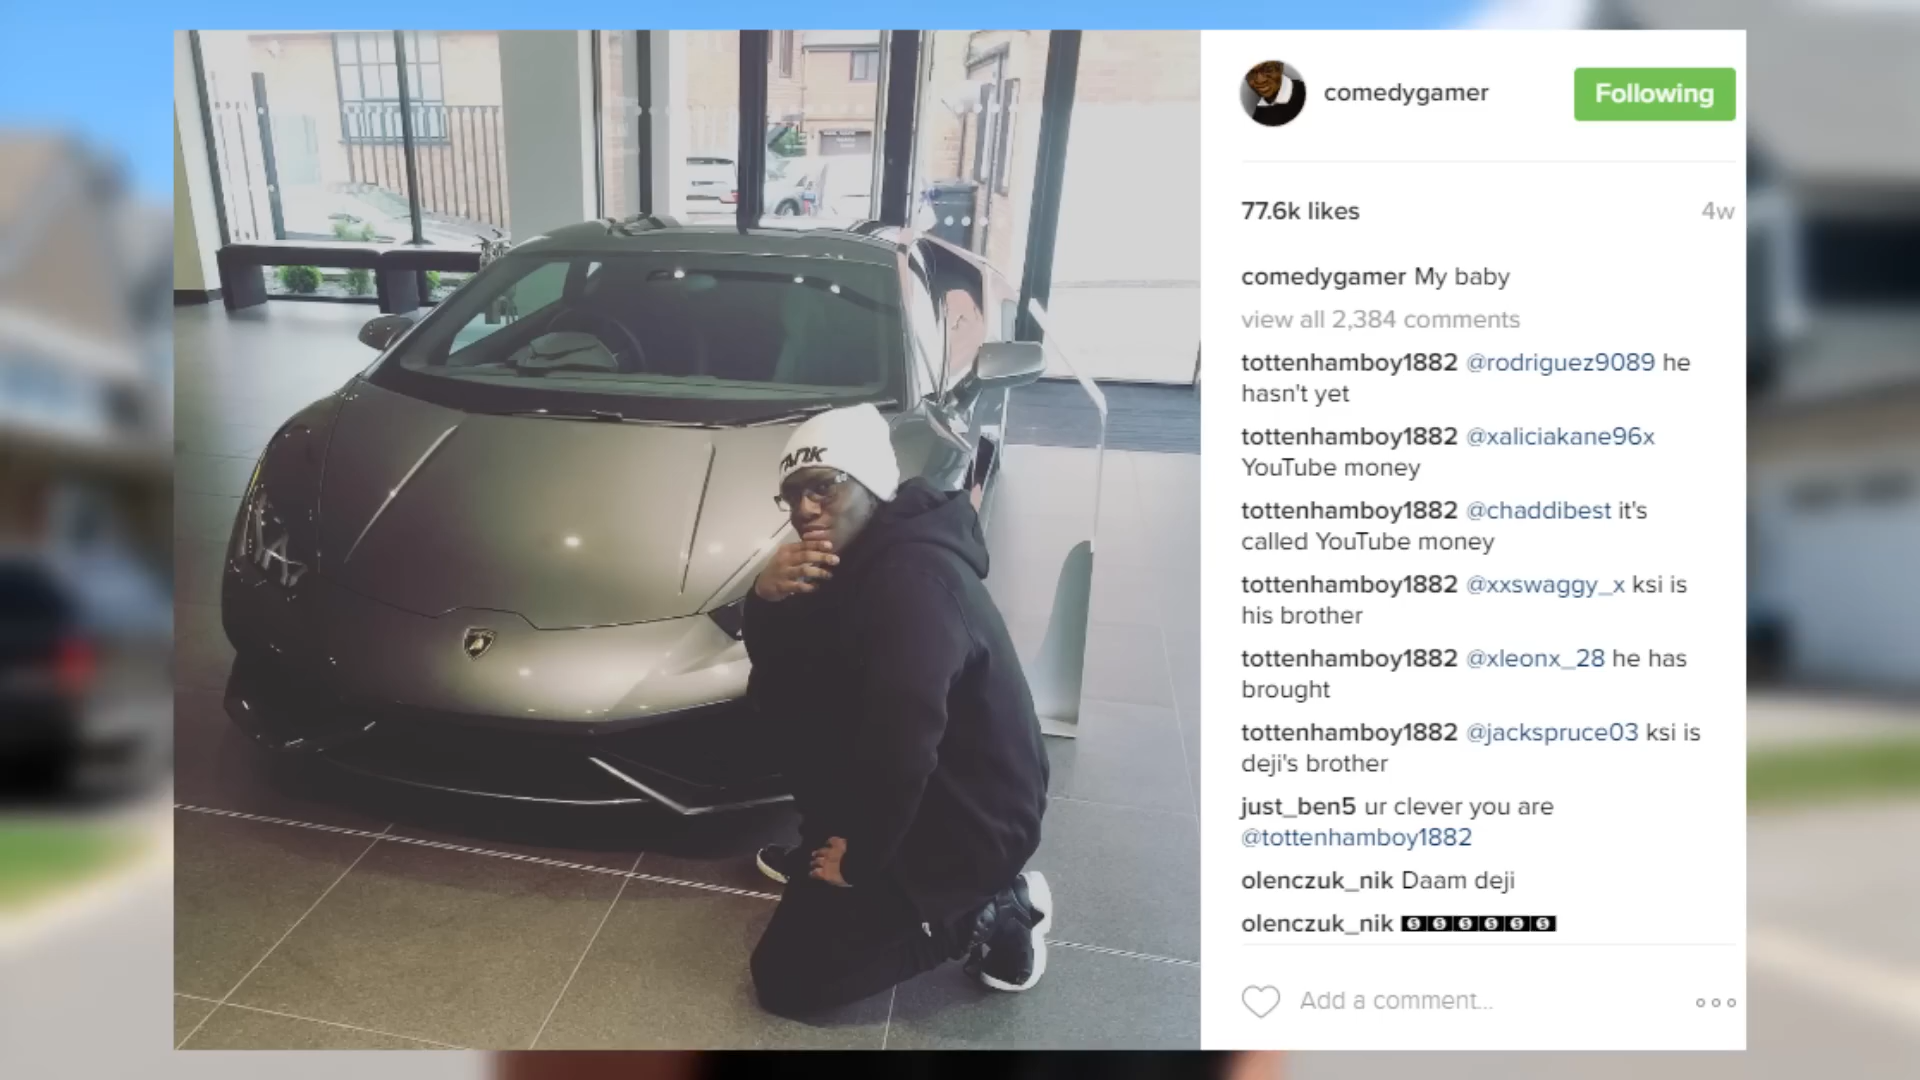 comedygamer
Following
77.6k likes
4w
comedygamer My baby
view all 2,384 comments
tottenhamboy1882 @rodriguez9089 he
hasn't yet
tottenhamboy1882 @xaliciakane96x
YouTube money
tottenhamboy1882 @chaddibest it's
called YouTube money
tottenhamboy1882 @xxswaggy_x ksi is
his brother
tottenhamboy1882 @xleonx_28 he has
brought
tottenhamboy1882 @jackspruce03 ksi is
deji's brother
just_ben5 ur clever you are
@tottenhamboy1882
olenczuk_nik Daam deji
olenczuk_nik
Add a comment...